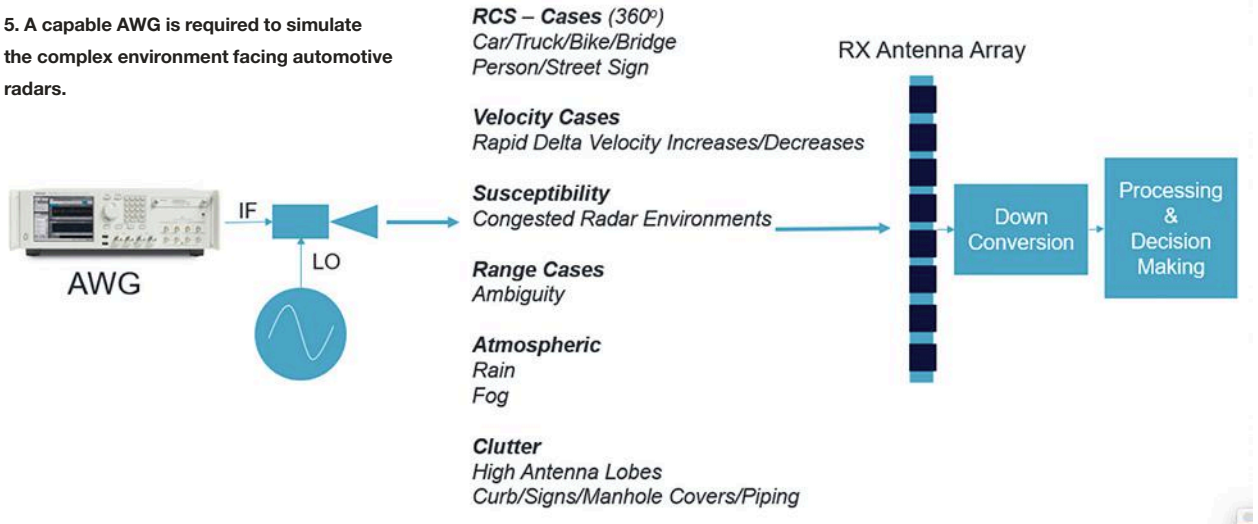 5. A capable AWG is required to simulate
the complex environment facing automotive
radars.
AWG
IF
LO
RCS – Cases (360º)
Car/Truck/Bike/Bridge
Person/Street Sign
Velocity Cases
Rapid Delta Velocity Increases/Decreases
Susceptibility
Congested Radar Environments
Range Cases
Ambiguity
Atmospheric
Rain
Fog
Clutter
High Antenna Lobes
Curb/Signs/Manhole Covers/Piping
RX Antenna Array
Down
Conversion
Processing
&
Decision
Making